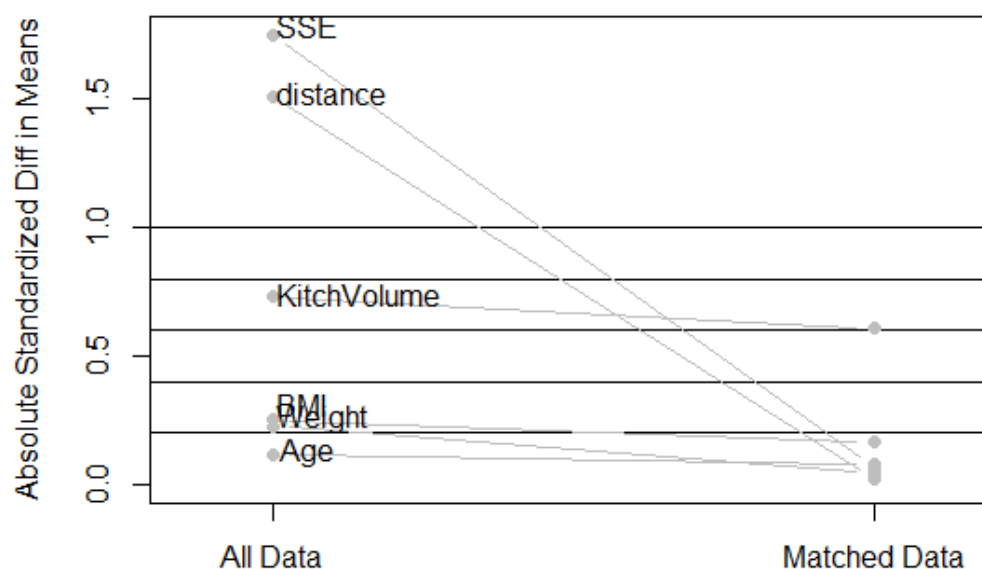 Absolute Standardized Diff in Means
1.5
1.0
0.5
0.0
SSE
distance
KitchVolume
BMI
Weight
Age
All Data
Matched Data